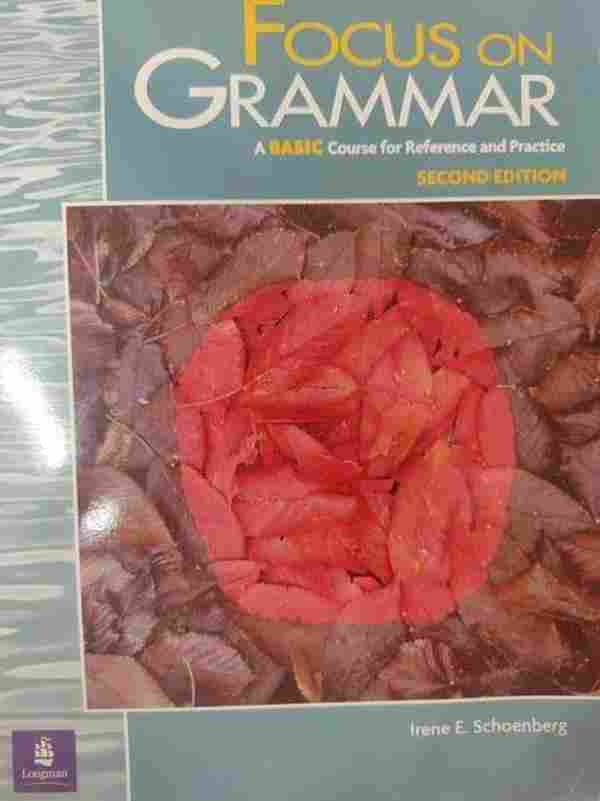 FOCUS ON
GRAMMAR
A BASIC Course for Reference and Practice
SECOND EDITION
Irene E. Schoenberg
Longman